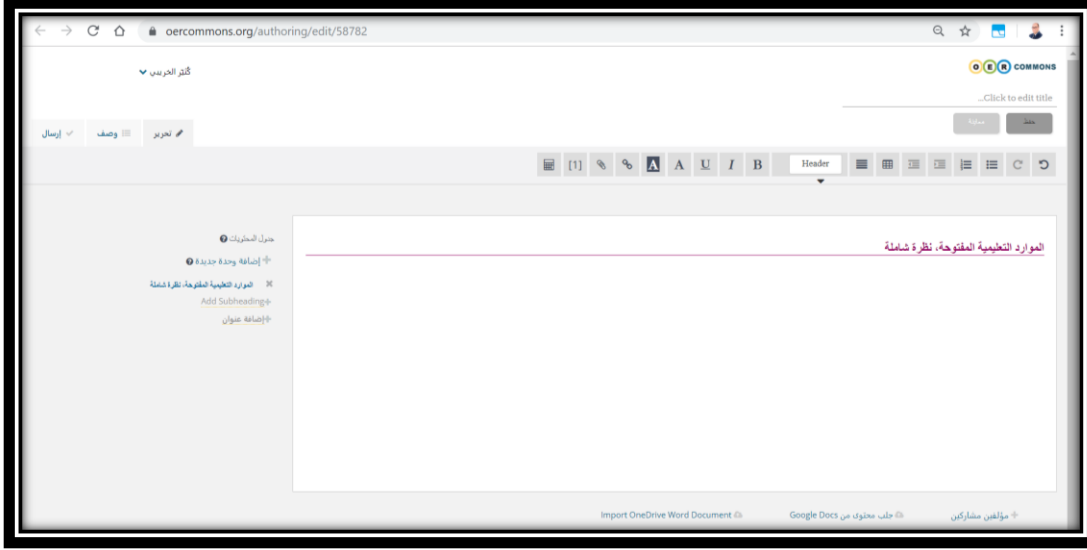 oercommons.org/authoring/edit/58782
OER COMMONS
كُنثر الخريبي
Click to edit title...
حفظ معاينة
تحرير وصف إرسال
Header B I U A A [1]
الموارد التعليمية المفتوحة، نظرة شاملة
جدول المحتويات
إضافة وحدة جديدة
الموارد التعليمية المفتوحة، نظرة شاملة
Add Subheading
إضافة عنوان
مؤلفين مشاركين جلب محتوى من Google Docs Import OneDrive Word Document